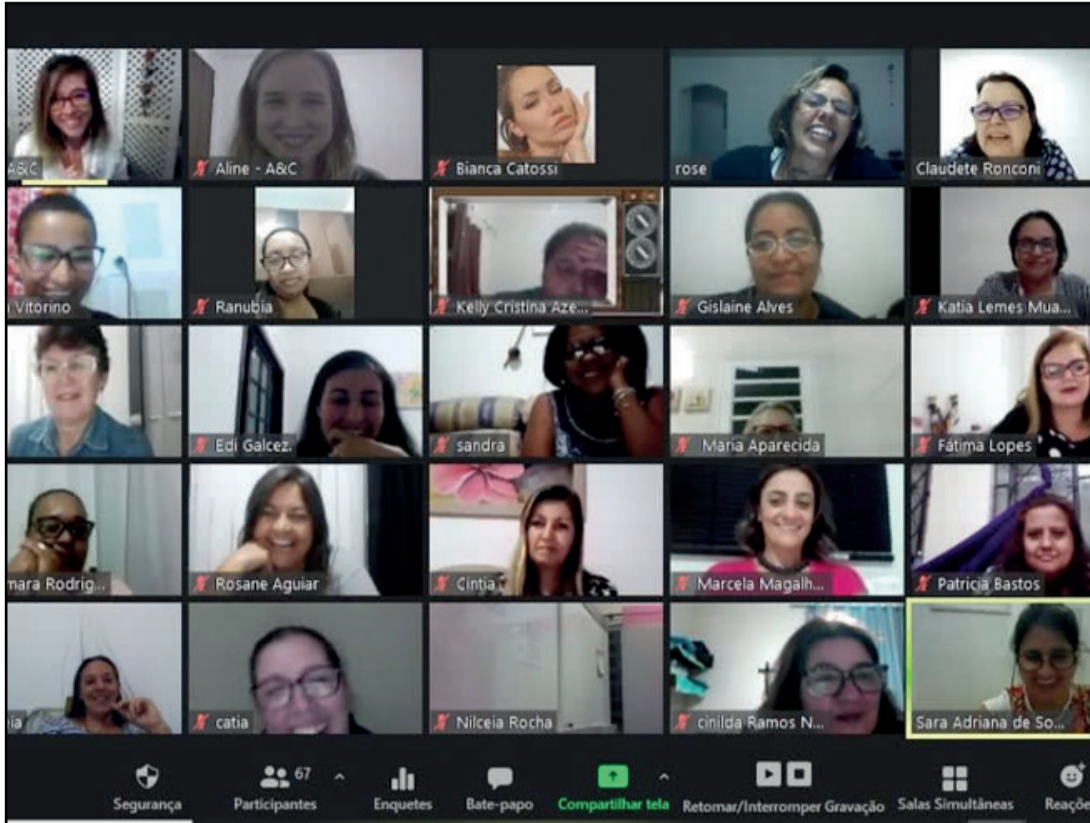 A&C
Aline - A&C
Bianca Catossi
rose
Claudete Ronconi
Vitorino
Ranubia
Kelly Cristina Aze...
Gislaine Alves
Katia Lemes Mua...
Edi Galcez.
sandra
Maria Aparecida
Fátima Lopes
mara Rodrig...
Rosane Aguiar
Cintia
Marcela Magalh...
Patricia Bastos
catia
Nilceia Rocha
cinilda Ramos N...
Sara Adriana de So...
Segurança
Participantes
67
Enquetes
Bate-papo
Compartilhar tela
Retomar/Interromper Gravação
Salas Simultâneas
Reaçõe